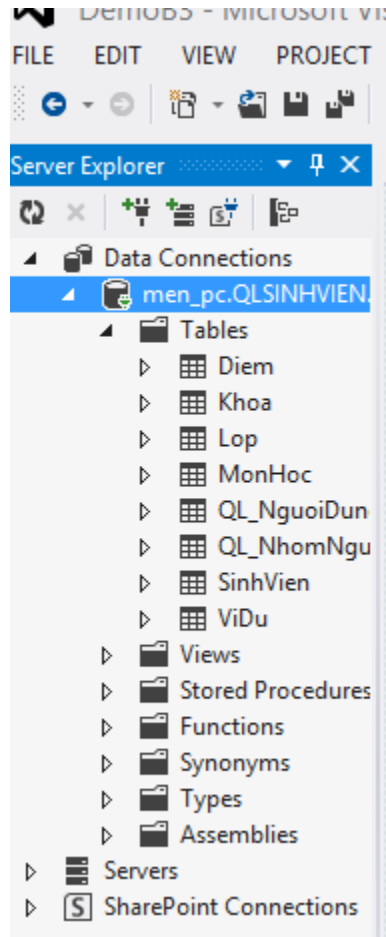 DemoB3 - Microsoft Vis
FILE EDIT VIEW PROJECT
Server Explorer
Data Connections
men_pc.QLSINHVIEN.
Tables
Diem
Khoa
Lop
MonHoc
QL_NguoiDun
QL_NhomNgu
SinhVien
ViDu
Views
Stored Procedures
Functions
Synonyms
Types
Assemblies
Servers
SharePoint Connections